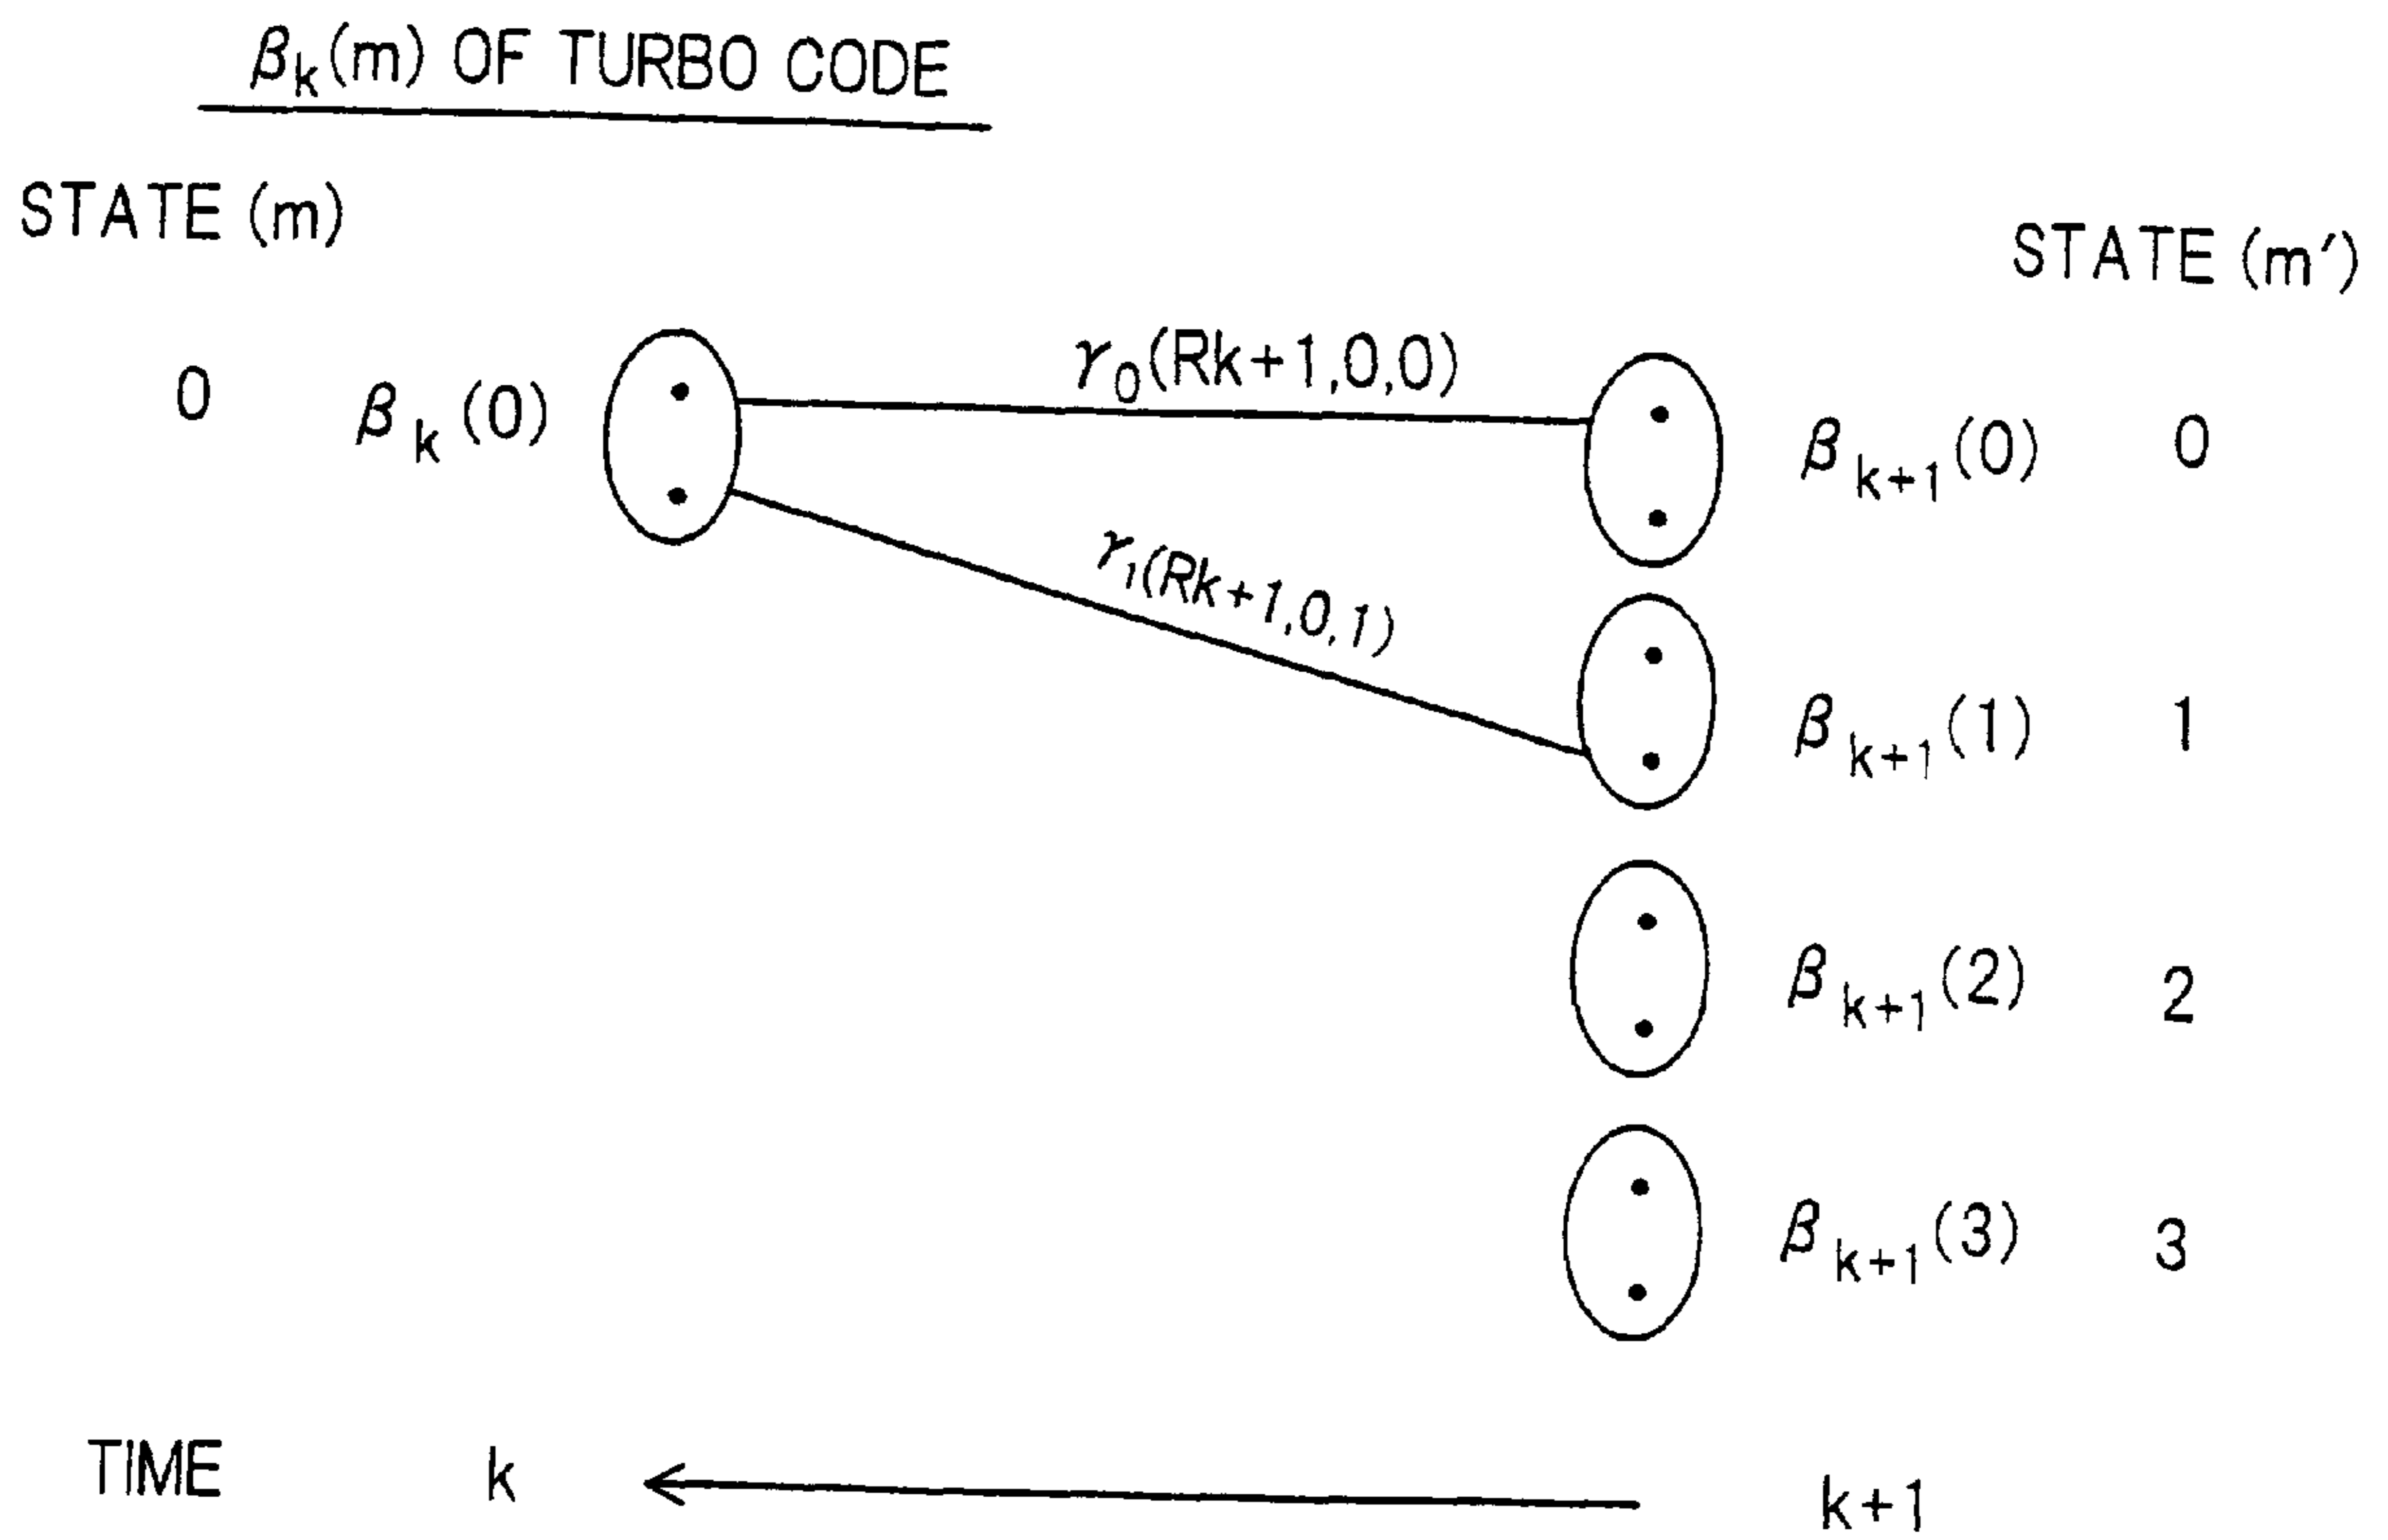 βk(m) OF TURBO CODE
STATE (m)
STATE (m′)
γ0(Rk+1,0,0)
0 βk(0)
βk+1(0) 0
γ1(Rk+1,0,1)
βk+1(1) 1
βk+1(2) 2
βk+1(3) 3
TIME k k+1